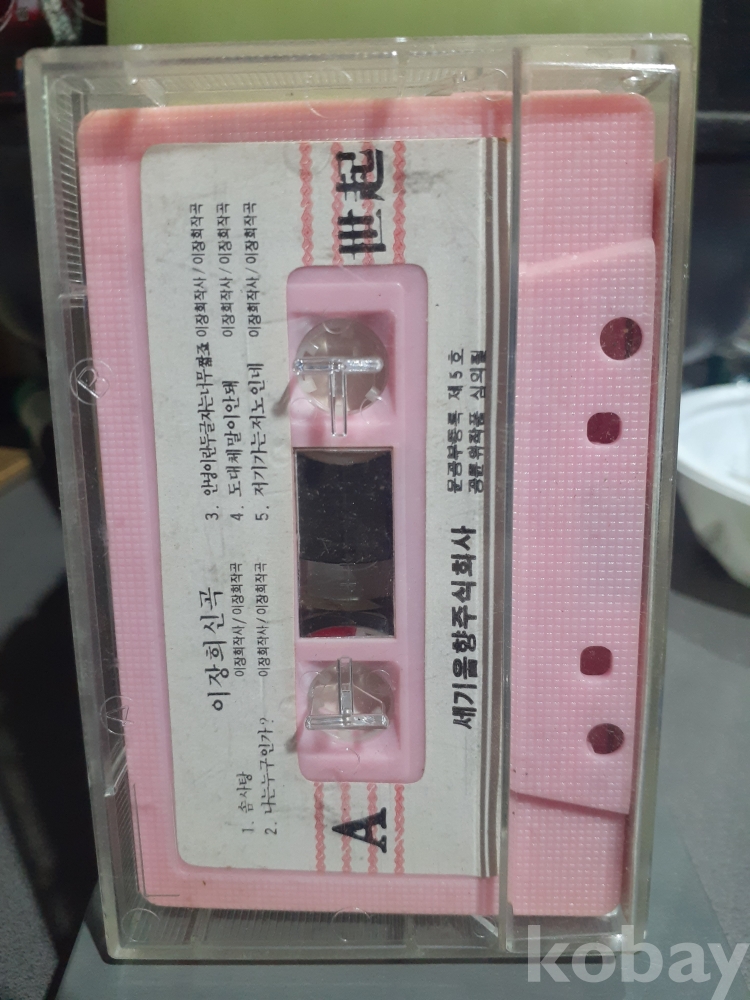 이장희신곡
1. 솜사탕 이장희작사/이장희작곡
2. 나는누구인가? 이장희작사/이장희작곡
3. 안녕이란두글자는너무짧죠 이장희작사/이장희작곡
4. 도대체말이안돼 이장희작사/이장희작곡
5. 저기가는저노인네 이장희작사/이장희작곡
A
世起
세기음향주식회사
문공부등록 제5호
공윤위작품 심의필
B
A
kobay